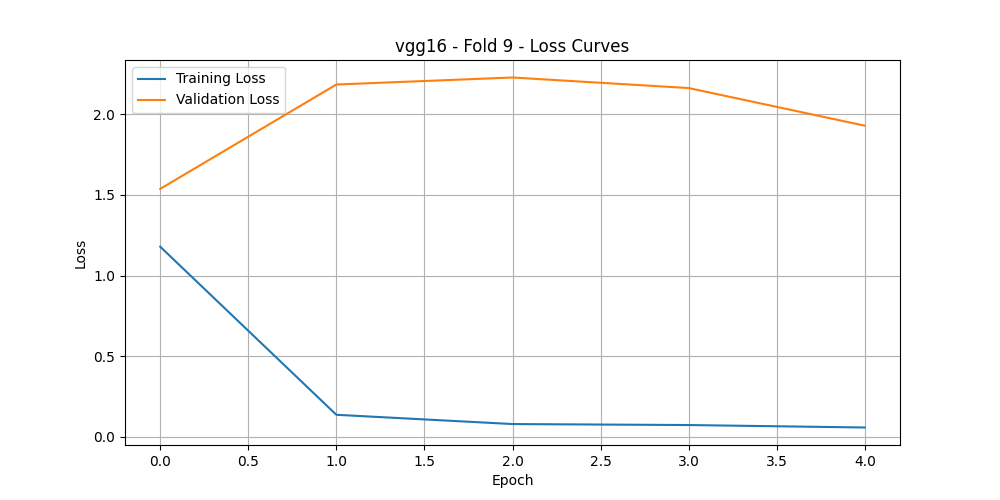 vgg16 - Fold 9 - Loss Curves
Training Loss
Validation Loss
2.0
1.5
1.0
0.5
0.0
Loss
0.0 0.5 1.0 1.5 2.0 2.5 3.0 3.5 4.0
Epoch